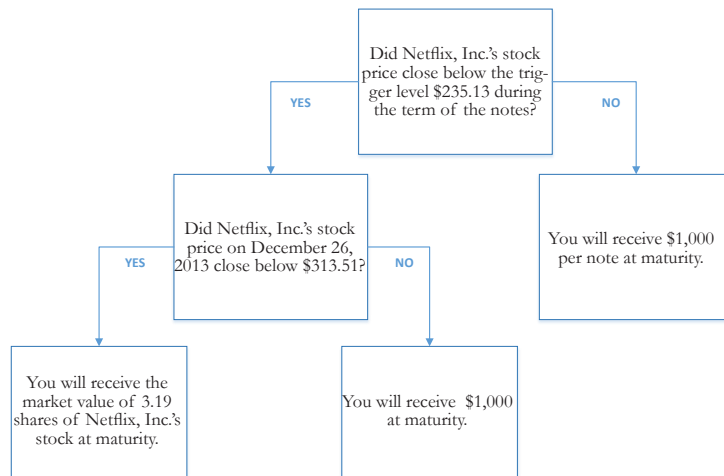 Did Netflix, Inc.'s stock
price close below the trig-
ger level $235.13 during
the term of the notes?
YES
NO
Did Netflix, Inc.'s stock
price on December 26,
2013 close below $313.51?
You will receive $1,000
per note at maturity.
YES
NO
You will receive the
market value of 3.19
shares of Netflix, Inc.'s
stock at maturity.
You will receive $1,000
at maturity.